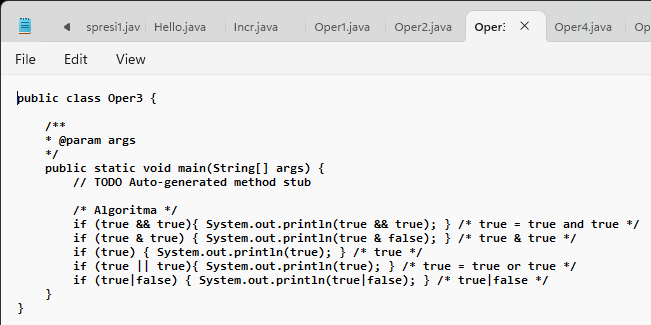 spresi1.jav Hello.java Incr.java Oper1.java Oper2.java Oper3 Oper4.java Op
File Edit View
public class Oper3 {
/**
* @param args
*/
public static void main(String[] args) {
// TODO Auto-generated method stub
/* Algoritma */
if (true && true){ System.out.println(true && true); } /* true = true and true */
if (true & true) { System.out.println(true & false); } /* true & true */
if (true) { System.out.println(true); } /* true */
if (true || true){ System.out.println(true); } /* true = true or true */
if (true|false) { System.out.println(true|false); } /* true|false */
}
}